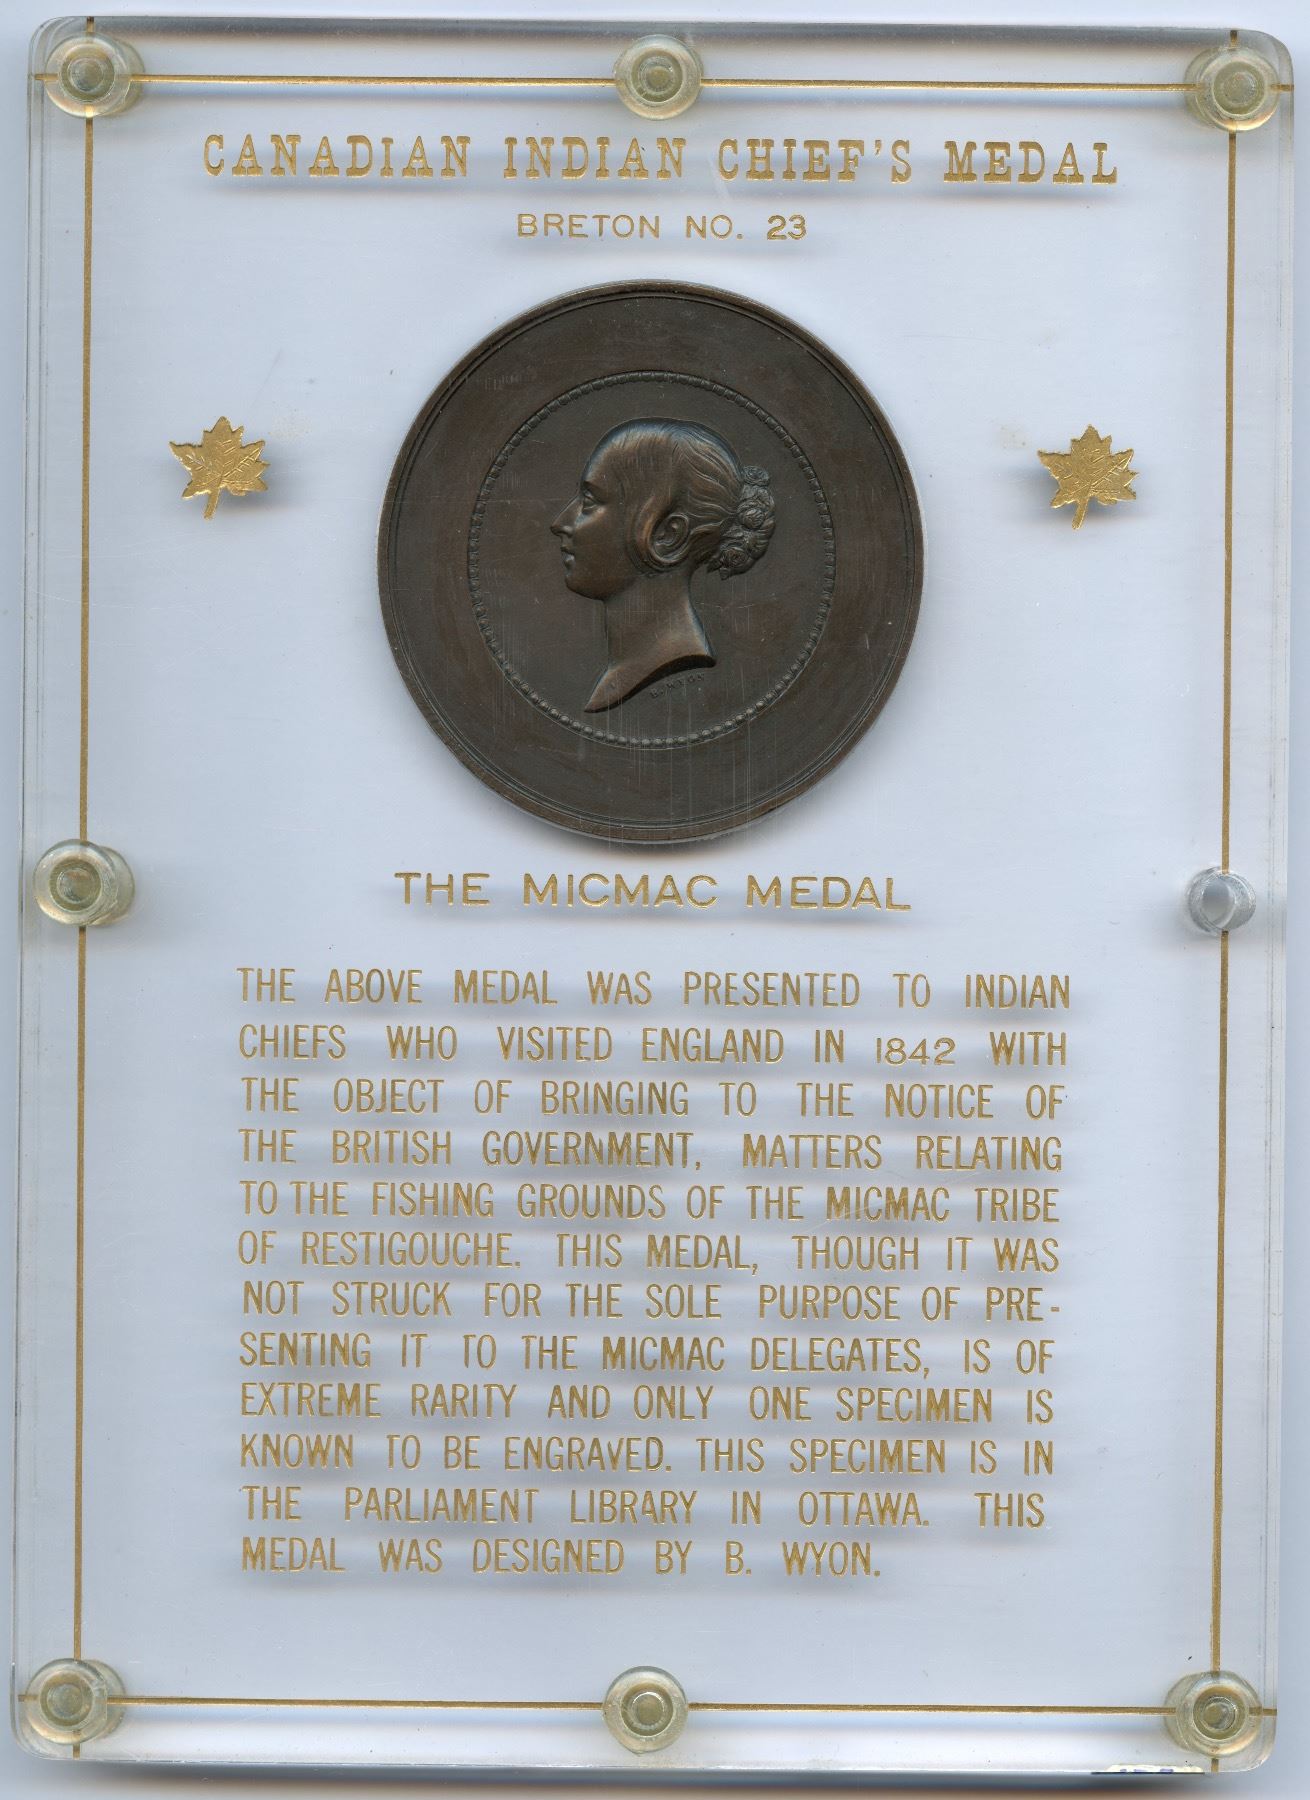 CANADIAN INDIAN CHIEF'S MEDAL
BRETON NO. 23
B. WYON
THE MICMAC MEDAL
THE ABOVE MEDAL WAS PRESENTED TO INDIAN
CHIEFS WHO VISITED ENGLAND IN 1842 WITH
THE OBJECT OF BRINGING TO THE NOTICE OF
THE BRITISH GOVERNMENT, MATTERS RELATING
TO THE FISHING GROUNDS OF THE MICMAC TRIBE
OF RESTIGOUCHE. THIS MEDAL, THOUGH IT WAS
NOT STRUCK FOR THE SOLE PURPOSE OF PRE-
SENTING IT TO THE MICMAC DELEGATES, IS OF
EXTREME RARITY AND ONLY ONE SPECIMEN IS
KNOWN TO BE ENGRAVED. THIS SPECIMEN IS IN
THE PARLIAMENT LIBRARY IN OTTAWA. THIS
MEDAL WAS DESIGNED BY B. WYON.